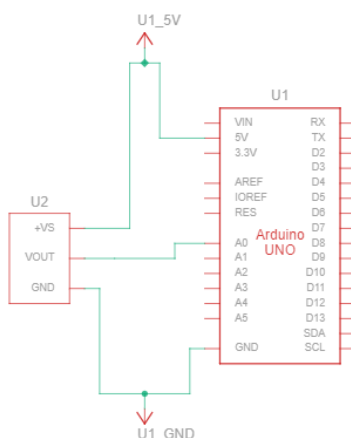 U1_5V
U1
VIN
5V
3.3V
AREF
IOREF
RES
A0
A1
A2
A3
A4
A5
GND
Arduino
UNO
RX
TX
D2
D3
D4
D5
D6
D7
D8
D9
D10
D11
D12
D13
SDA
SCL
U2
+VS
VOUT
GND
U1_GND